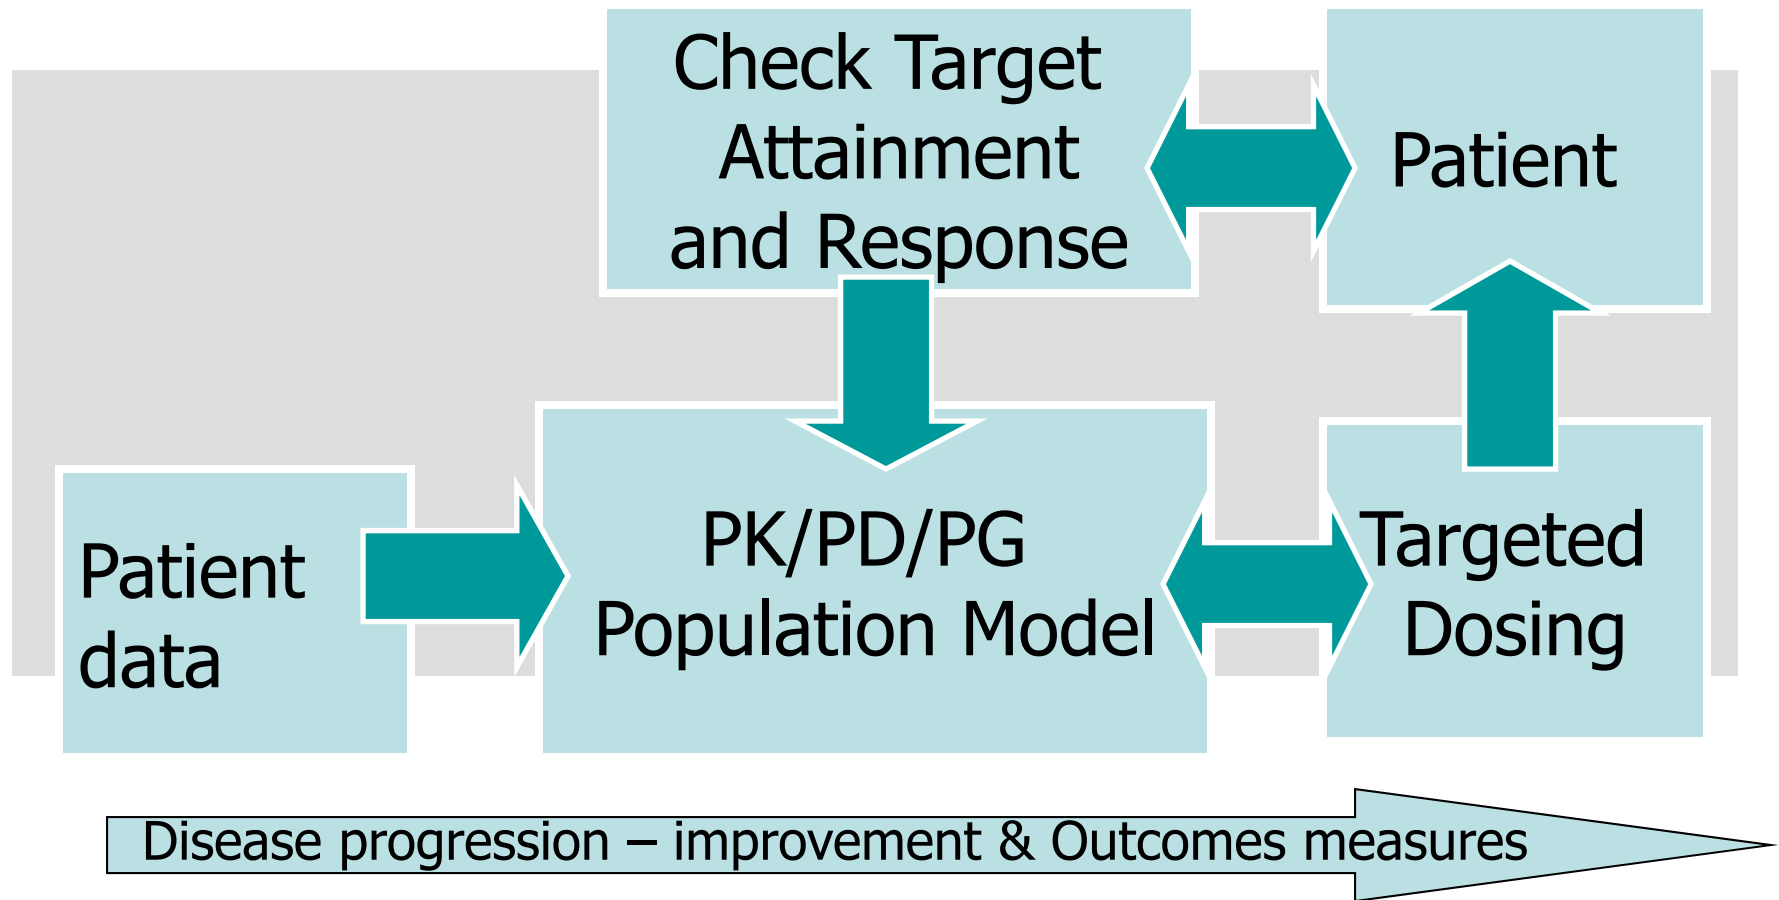 Check Target
Attainment
and Response
Patient
Patient
data
PK/PD/PG
Population Model
Targeted
Dosing
Disease progression – improvement & Outcomes measures